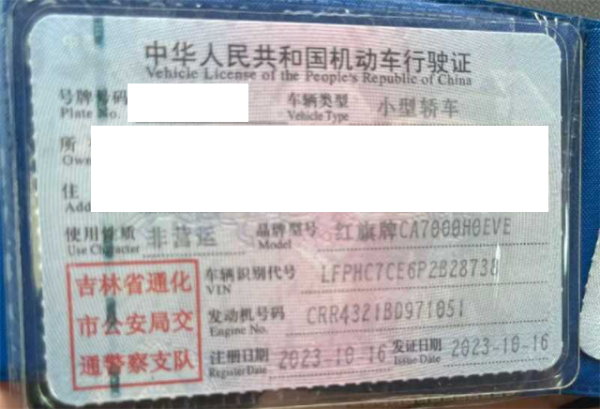 中华人民共和国机动车行驶证
Vehicle License of the People's Republic of China
号牌号码 车辆类型 小型轿车
Plate No. Vehicle Type
所
Own
住
Add
使用性质 非营运 品牌型号 红旗牌CA7000H0EVE
Use Character Model
吉林省通化
市公安局交
通警察支队
车辆识别代号 LFPHC7CE6P2B28738
VIN
发动机号码 CRR4321BD971051
Engine No.
注册日期 2023-10-16 发证日期 2023-10-16
Register Date Issue Date